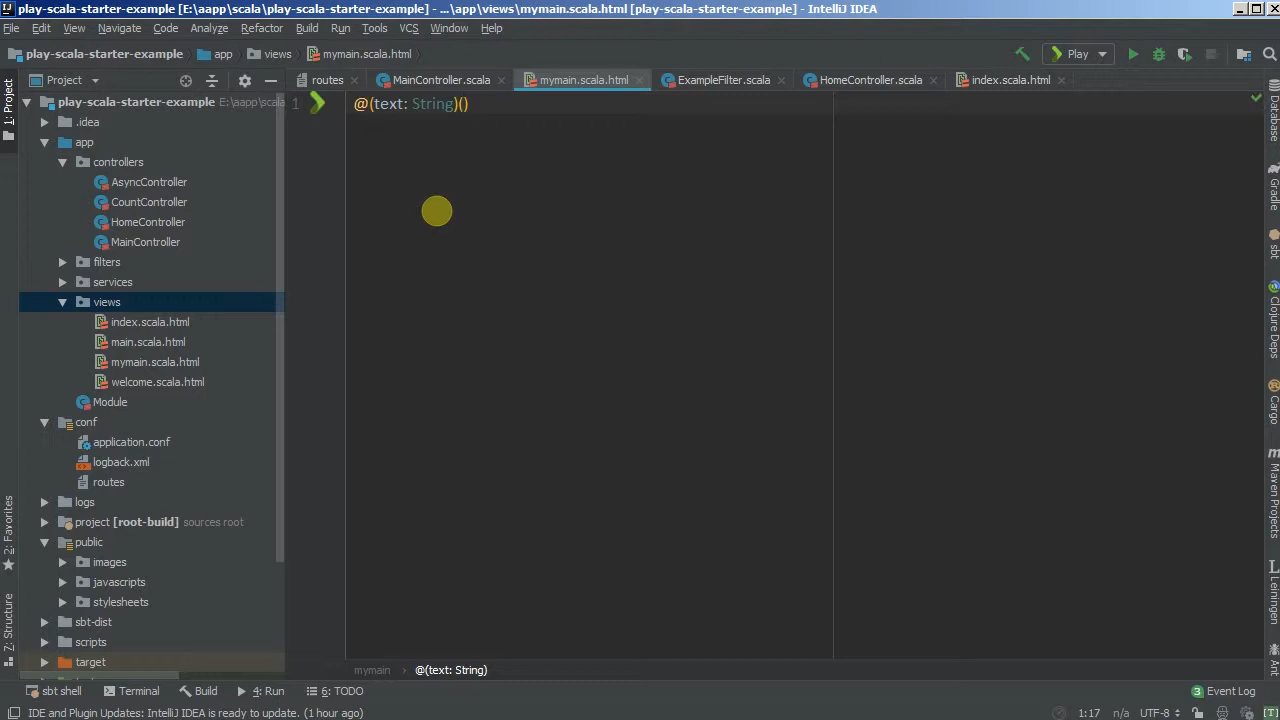 play-scala-starter-example [E:\aapp\scala\play-scala-starter-example] - ...\app\views\mymain.scala.html [play-scala-starter-example] - IntelliJ IDEA
File Edit View Navigate Code Analyze Refactor Build Run Tools VCS Window Help
play-scala-starter-example app views mymain.scala.html Play
Project routes MainController.scala mymain.scala.html ExampleFilter.scala HomeController.scala index.scala.html
1 @(text: String)()
play-scala-starter-example E:\aapp\scala
.idea
app
controllers
AsyncController
CountController
HomeController
MainController
filters
services
views
index.scala.html
main.scala.html
mymain.scala.html
welcome.scala.html
Module
conf
application.conf
logback.xml
routes
logs
project [root-build] sources root
public
images
javascripts
stylesheets
sbt-dist
scripts
target
1: Project
2: Favorites
Z: Structure
Database
Gradle
sbt
Clojure Deps
Cargo
Maven Projects
Leiningen
Ant
mymain @(text: String)
sbt shell Terminal Build 4: Run 6: TODO 3 Event Log
IDE and Plugin Updates: IntelliJ IDEA is ready to update. (1 hour ago) 1:17 n/a UTF-8 [T]